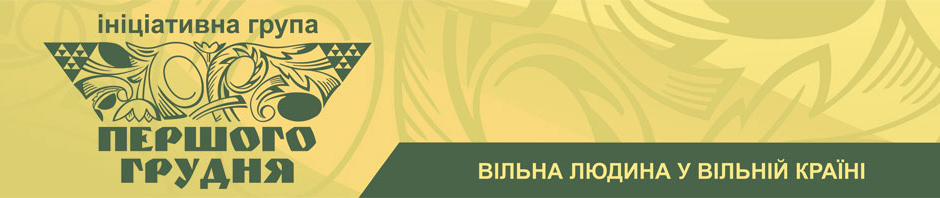 ініціативна група
ПЕРШОГО
ГРУДНЯ
ВІЛЬНА ЛЮДИНА У ВІЛЬНІЙ КРАЇНІ